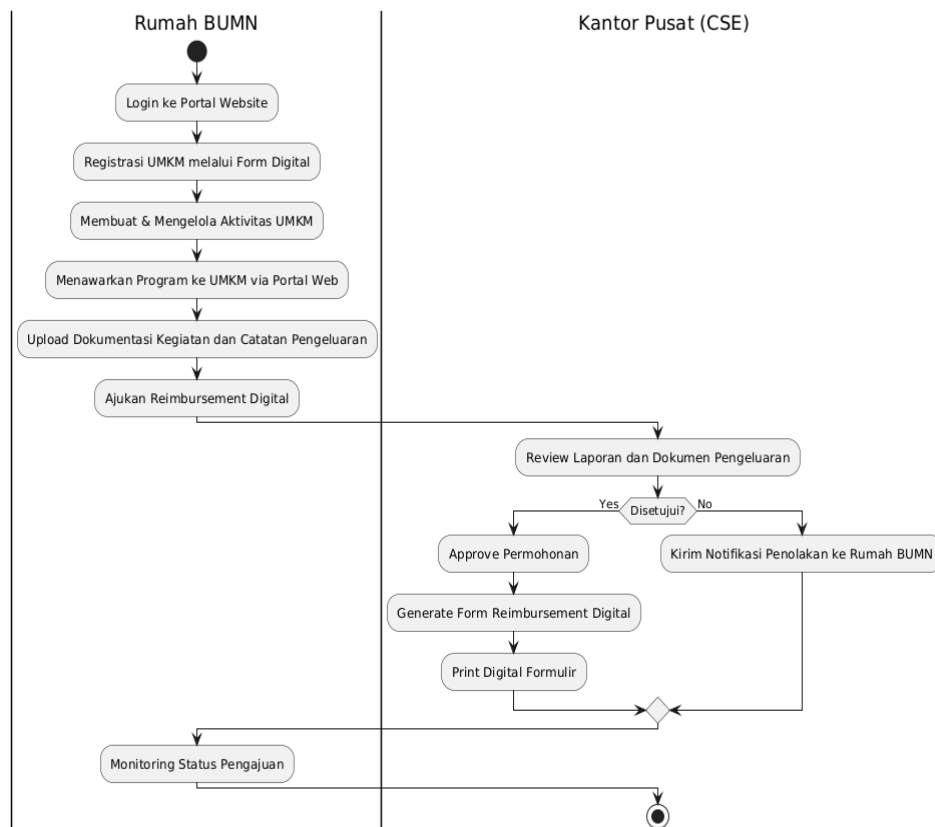 Rumah BUMN
Kantor Pusat (CSE)
Login ke Portal Website
Registrasi UMKM melalui Form Digital
Membuat & Mengelola Aktivitas UMKM
Menawarkan Program ke UMKM via Portal Web
Upload Dokumentasi Kegiatan dan Catatan Pengeluaran
Ajukan Reimbursement Digital
Review Laporan dan Dokumen Pengeluaran
Yes
Disetujui?
No
Approve Permohonan
Kirim Notifikasi Penolakan ke Rumah BUMN
Generate Form Reimbursement Digital
Print Digital Formulir
Monitoring Status Pengajuan